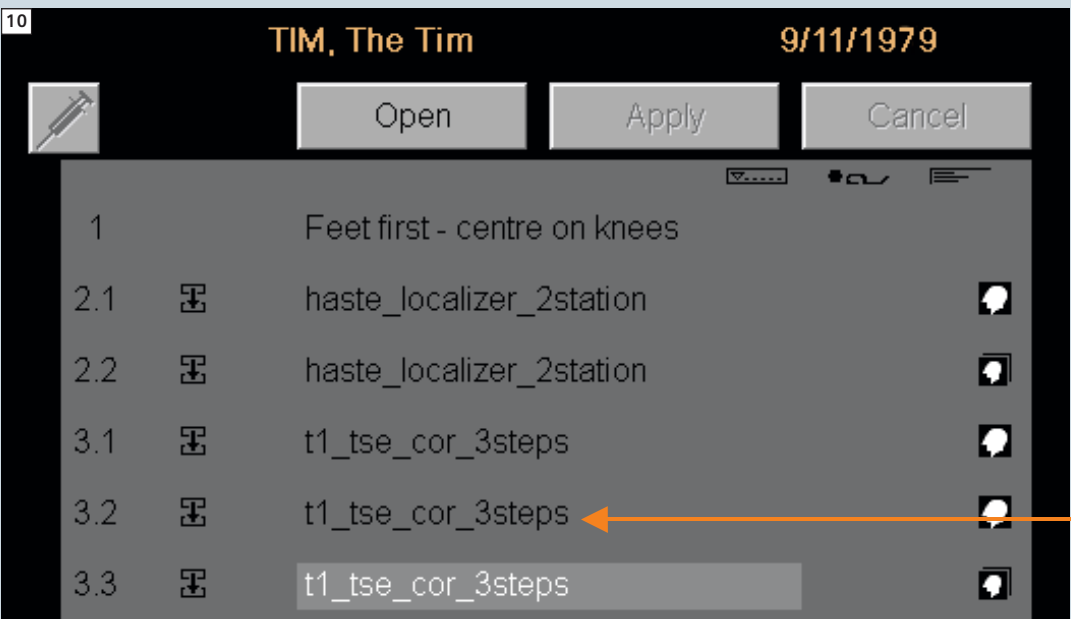 10
TIM, The Tim 9/11/1979
Open Apply Cancel
1 Feet first - centre on knees
2.1 haste_localizer_2station
2.2 haste_localizer_2station
3.1 t1_tse_cor_3steps
3.2 t1_tse_cor_3steps
3.3 t1_tse_cor_3steps